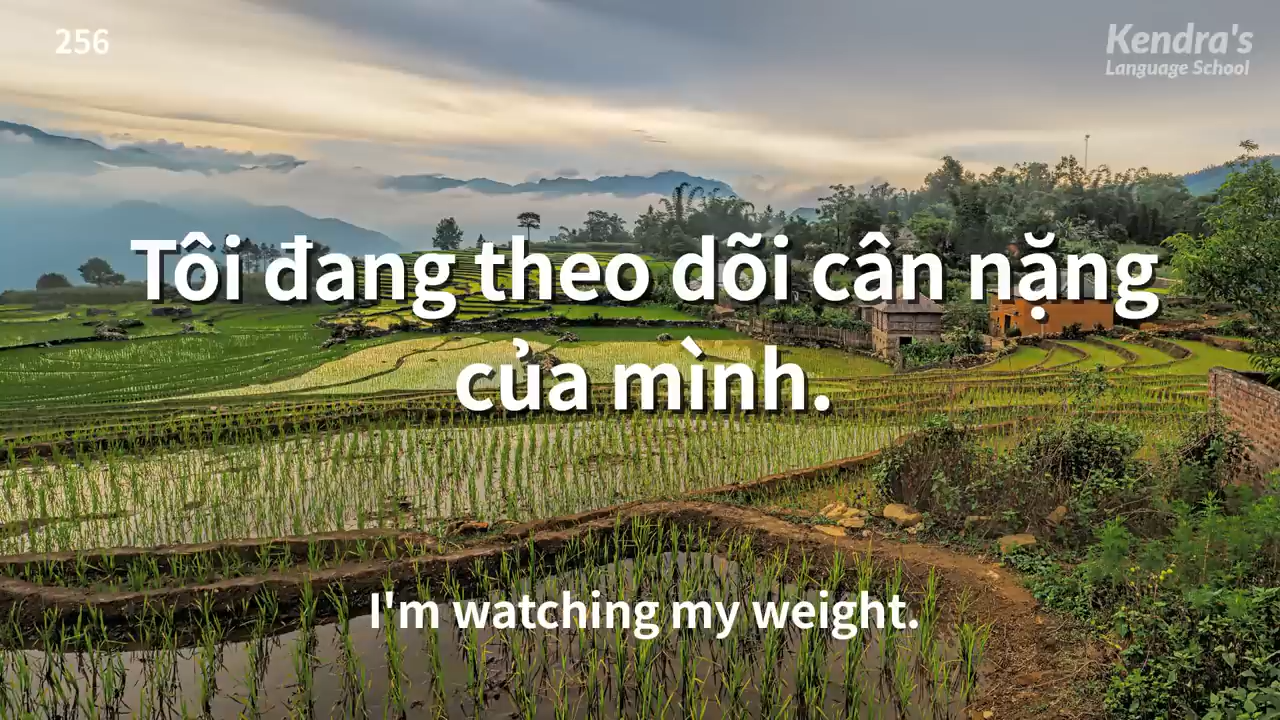 256
Kendra's
Language School
Tôi đang theo dõi cân nặng
của mình.
I'm watching my weight.